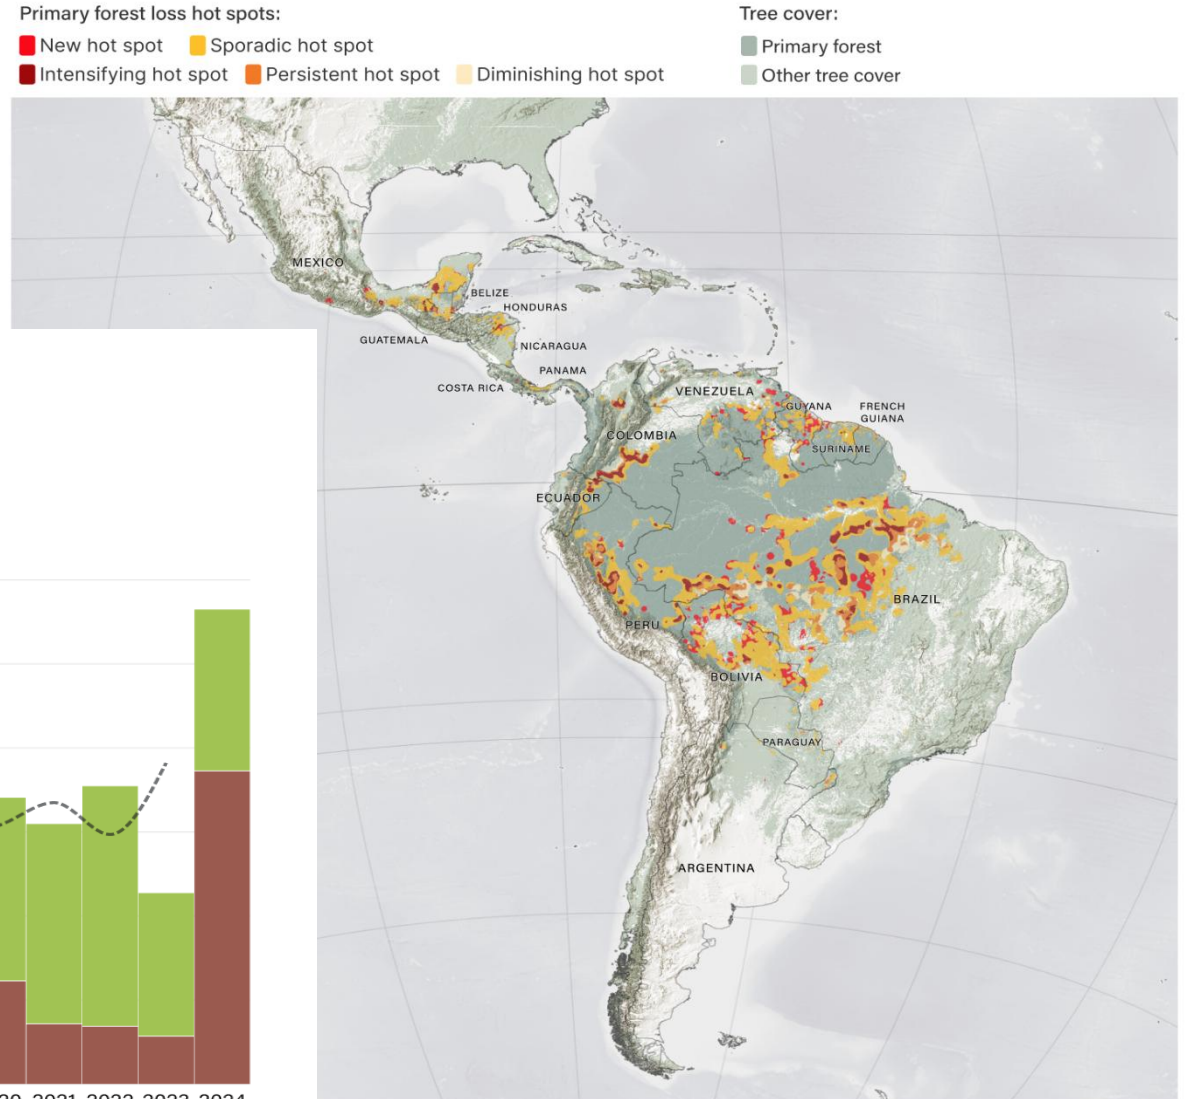 Primary forest loss hot spots:
New hot spot
Sporadic hot spot
Intensifying hot spot
Persistent hot spot
Diminishing hot spot
Tree cover:
Primary forest
Other tree cover
MEXICO
BELIZE
HONDURAS
GUATEMALA
NICARAGUA
PANAMA
COSTA RICA
VENEZUELA
GUYANA
FRENCH
GUIANA
COLOMBIA
SURINAME
ECUADOR
BRAZIL
PERU
BOLIVIA
PARAGUAY
ARGENTINA
2021 2022 2023 2024